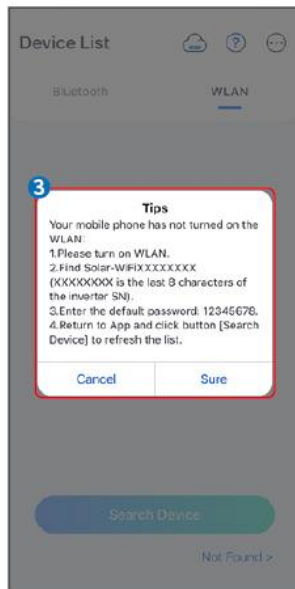 Device List
?
Bluetooth WLAN
3
Tips
Your mobile phone has not turned on the
WLAN:
1.Please turn on WLAN.
2.Find Solar-WiFiXXXXXXXX
(XXXXXXXX is the last 8 characters of
the inverter SN).
3.Enter the default password: 12345678.
4.Return to App and click button [Search
Device] to refresh the list.
Cancel Sure
Search Device
Not Found >